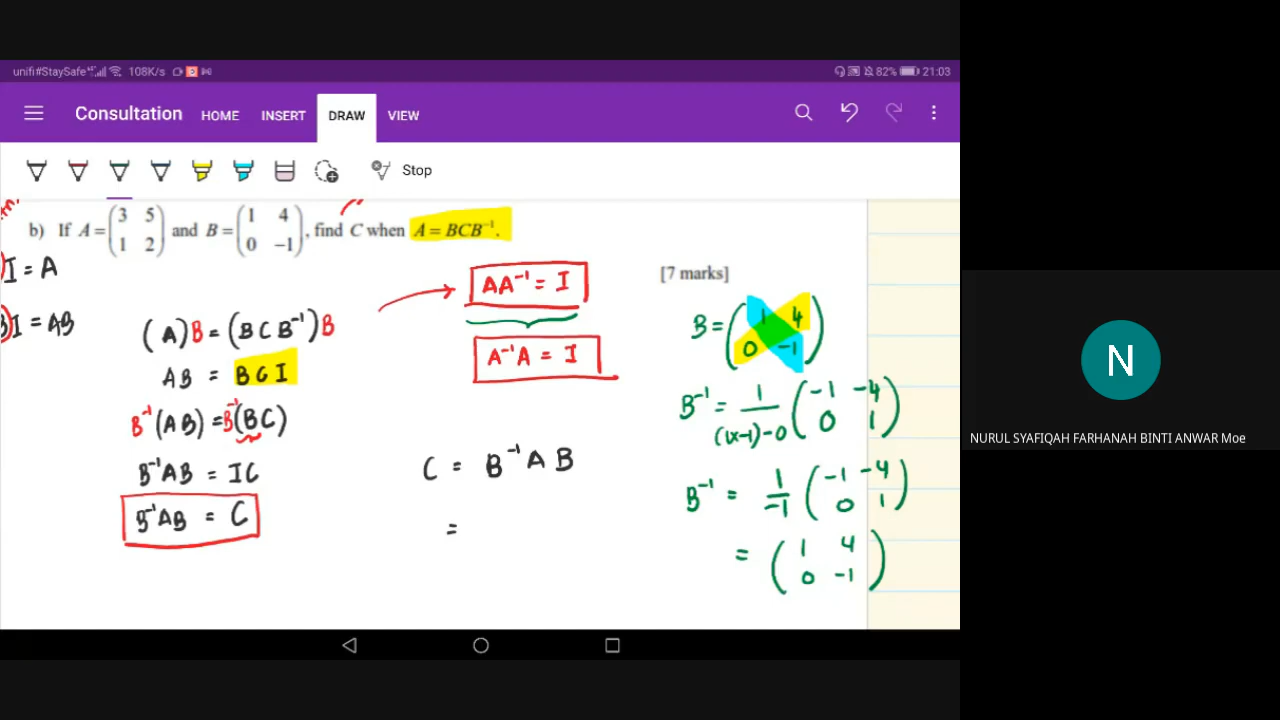 unifi#StaySafe 108K/s 82% 21:03
Consultation HOME INSERT DRAW VIEW
Stop
b) If A = (3 5 1 2) and B = (1 4 0 −1), find C when A = BCB⁻¹.
[7 marks]
I = A
I = AB
(A)B = (B C B⁻¹)B
AB = B C I
B⁻¹(AB) = B⁻¹(BC)
B⁻¹AB = IC
B⁻¹AB = C
AA⁻¹ = I
A⁻¹A = I
C = B⁻¹AB
=
B = (1 4 0 -1)
B⁻¹ = 1/(1x-1)-0 (-1 -4 0 1)
B⁻¹ = 1/-1 (-1 -4 0 1)
= (1 4 0 -1)
N
NURUL SYAFIQAH FARHANAH BINTI ANWAR Moe